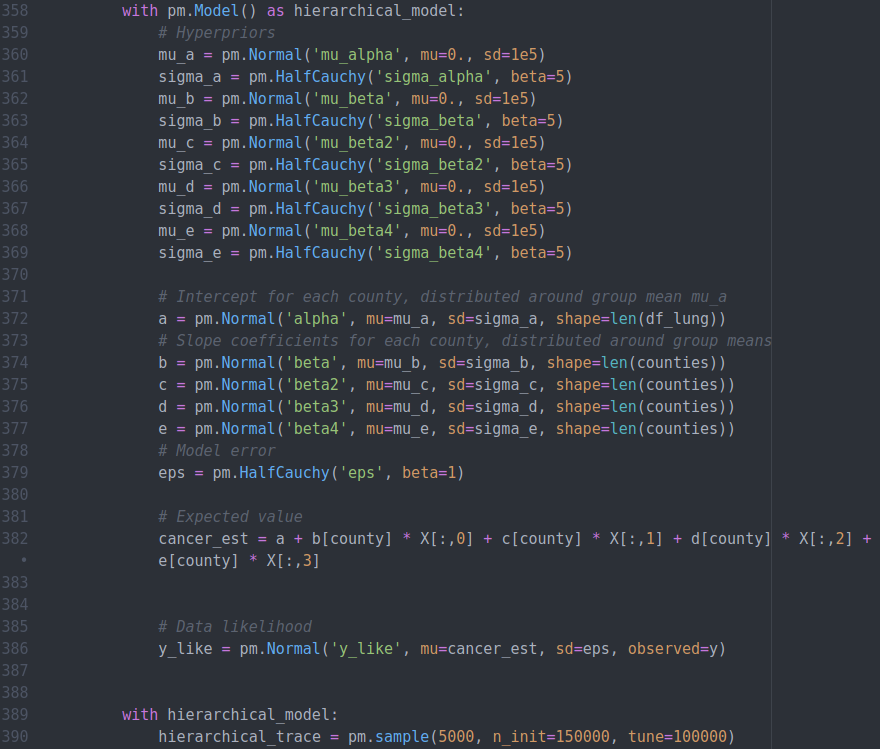 358         with pm.Model() as hierarchical_model:
359             # Hyperpriors
360             mu_a = pm.Normal('mu_alpha', mu=0., sd=1e5)
361             sigma_a = pm.HalfCauchy('sigma_alpha', beta=5)
362             mu_b = pm.Normal('mu_beta', mu=0., sd=1e5)
363             sigma_b = pm.HalfCauchy('sigma_beta', beta=5)
364             mu_c = pm.Normal('mu_beta2', mu=0., sd=1e5)
365             sigma_c = pm.HalfCauchy('sigma_beta2', beta=5)
366             mu_d = pm.Normal('mu_beta3', mu=0., sd=1e5)
367             sigma_d = pm.HalfCauchy('sigma_beta3', beta=5)
368             mu_e = pm.Normal('mu_beta4', mu=0., sd=1e5)
369             sigma_e = pm.HalfCauchy('sigma_beta4', beta=5)
370
371             # Intercept for each county, distributed around group mean mu_a
372             a = pm.Normal('alpha', mu=mu_a, sd=sigma_a, shape=len(df_lung))
373             # Slope coefficients for each county, distributed around group means
374             b = pm.Normal('beta', mu=mu_b, sd=sigma_b, shape=len(counties))
375             c = pm.Normal('beta2', mu=mu_c, sd=sigma_c, shape=len(counties))
376             d = pm.Normal('beta3', mu=mu_d, sd=sigma_d, shape=len(counties))
377             e = pm.Normal('beta4', mu=mu_e, sd=sigma_e, shape=len(counties))
378             # Model error
379             eps = pm.HalfCauchy('eps', beta=1)
380
381             # Expected value
382             cancer_est = a + b[county] * X[:,0] + c[county] * X[:,1] + d[county] * X[:,2] +
•             e[county] * X[:,3]
383
384
385             # Data likelihood
386             y_like = pm.Normal('y_like', mu=cancer_est, sd=eps, observed=y)
387
388
389         with hierarchical_model:
390             hierarchical_trace = pm.sample(5000, n_init=150000, tune=100000)